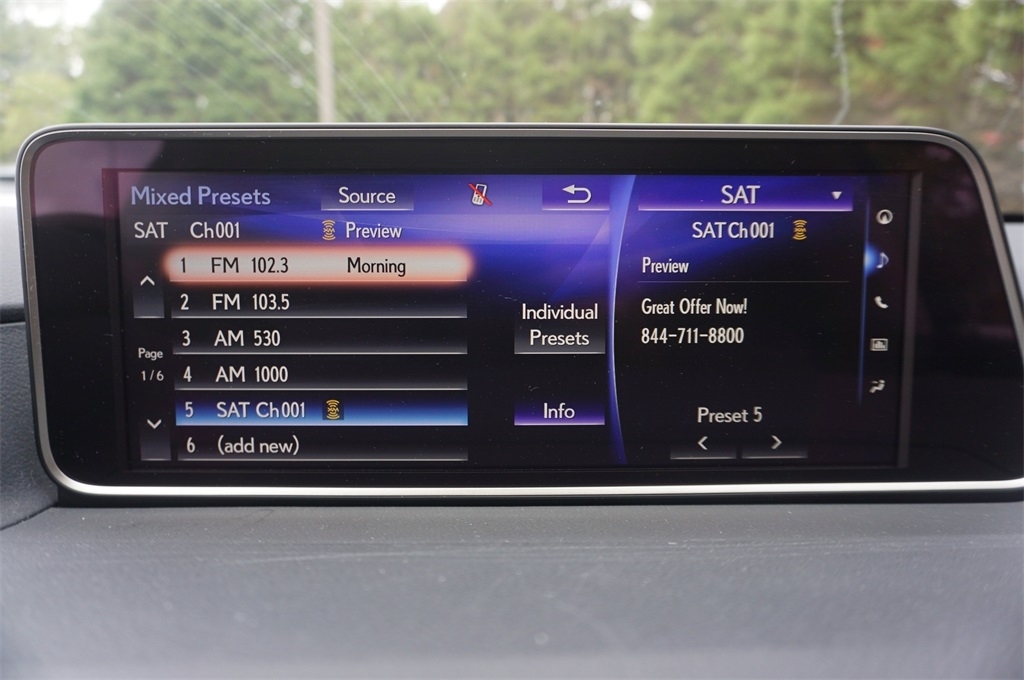 Mixed Presets Source
SAT Ch001 Preview
1 FM 102.3 Morning
2 FM 103.5
3 AM 530
4 AM 1000
5 SAT Ch001
6 (add new)
Page
1/6
Individual
Presets
Info
SAT
SAT Ch001
Preview
Great Offer Now!
844-711-8800
Preset 5